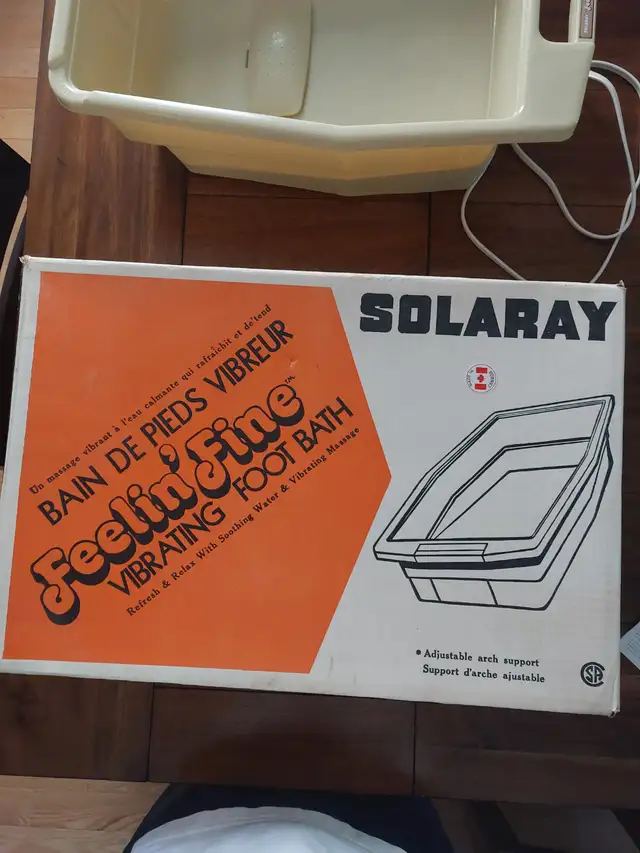 SOLARAY
Un massage vibrant à l'eau calmante qui rafraîchit et détend
BAIN DE PIEDS VIBREUR
Feelin' Fine™
VIBRATING FOOT BATH
Refresh & Relax With Soothing Water & Vibrating Massage
• Adjustable arch support
Support d'arche ajustable